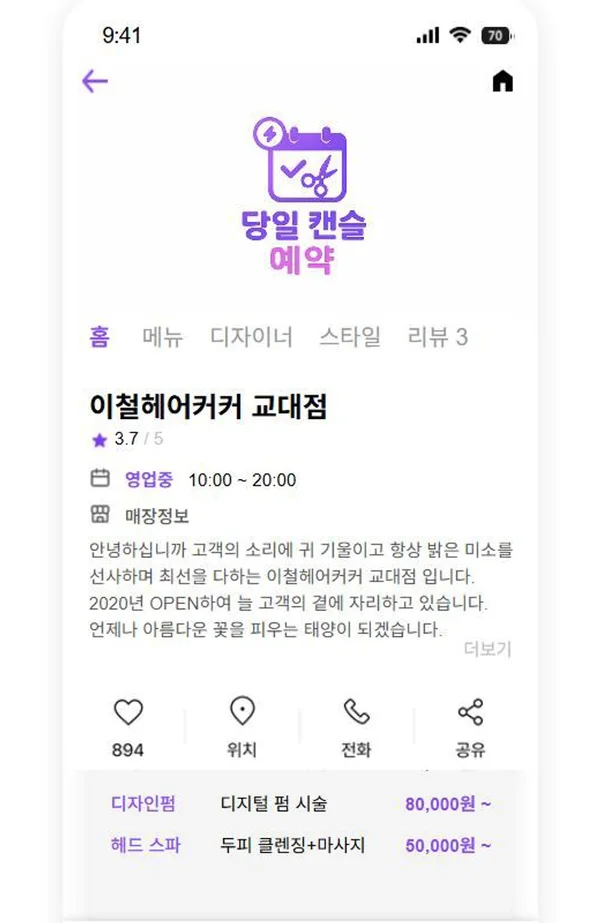 9:41
70
당일 캔슬
예약
홈 메뉴 디자이너 스타일 리뷰 3
이철헤어커커 교대점
3.7 / 5
영업중 10:00 ~ 20:00
매장정보
안녕하십니까 고객의 소리에 귀 기울이고 항상 밝은 미소를
선사하며 최선을 다하는 이철헤어커커 교대점 입니다.
2020년 OPEN하여 늘 고객의 곁에 자리하고 있습니다.
언제나 아름다운 꽃을 피우는 태양이 되겠습니다.
더보기
894 위치 전화 공유
디자인펌 디지털 펌 시술 80,000원 ~
헤드 스파 두피 클렌징+마사지 50,000원 ~